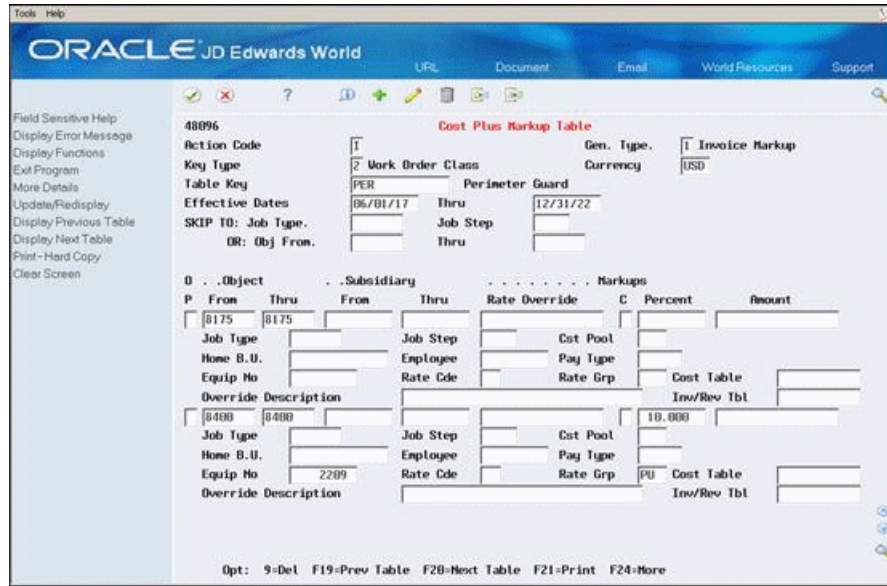 Tools Help
ORACLE JD Edwards World
URL Document Email World Resources Support
Field Sensitive Help
Display Error Message
Display Functions
Exit Program
More Details
Update/Redisplay
Display Previous Table
Display Next Table
Print - Hard Copy
Clear Screen
48096 Cost Plus Markup Table
Action Code I Gen. Type. 1 Invoice Markup
Key Type 2 Work Order Class Currency USD
Table Key PER Perimeter Guard
Effective Dates 06/01/17 Thru 12/31/22
SKIP TO: Job Type. Job Step
OR: Obj From. Thru
O . .Object . .Subsidiary . . . . . . . . Markups
P From Thru From Thru Rate Override C Percent Amount
8175 8175
Job Type Job Step Cst Pool
Home B.U. Employee Pay Type
Equip No Rate Cde Rate Grp Cost Table
Override Description Inv/Rev Tbl
8400 8400 10.000
Job Type Job Step Cst Pool
Home B.U. Employee Pay Type
Equip No 2209 Rate Cde Rate Grp PU Cost Table
Override Description Inv/Rev Tbl
Opt: 9=Del F19=Prev Table F20=Next Table F21=Print F24=More